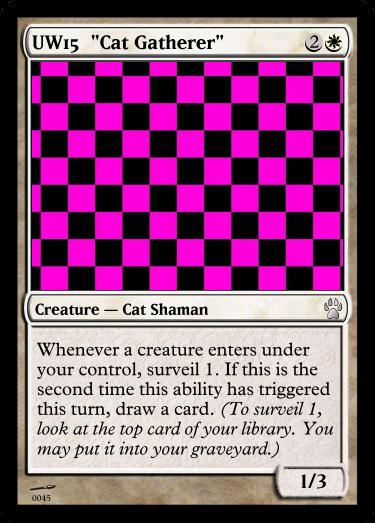 UW15 "Cat Gatherer" 2
Creature — Cat Shaman
Whenever a creature enters under
your control, surveil 1. If this is the
second time this ability has triggered
this turn, draw a card. (To surveil 1,
look at the top card of your library. You
may put it into your graveyard.)
1/3
0045